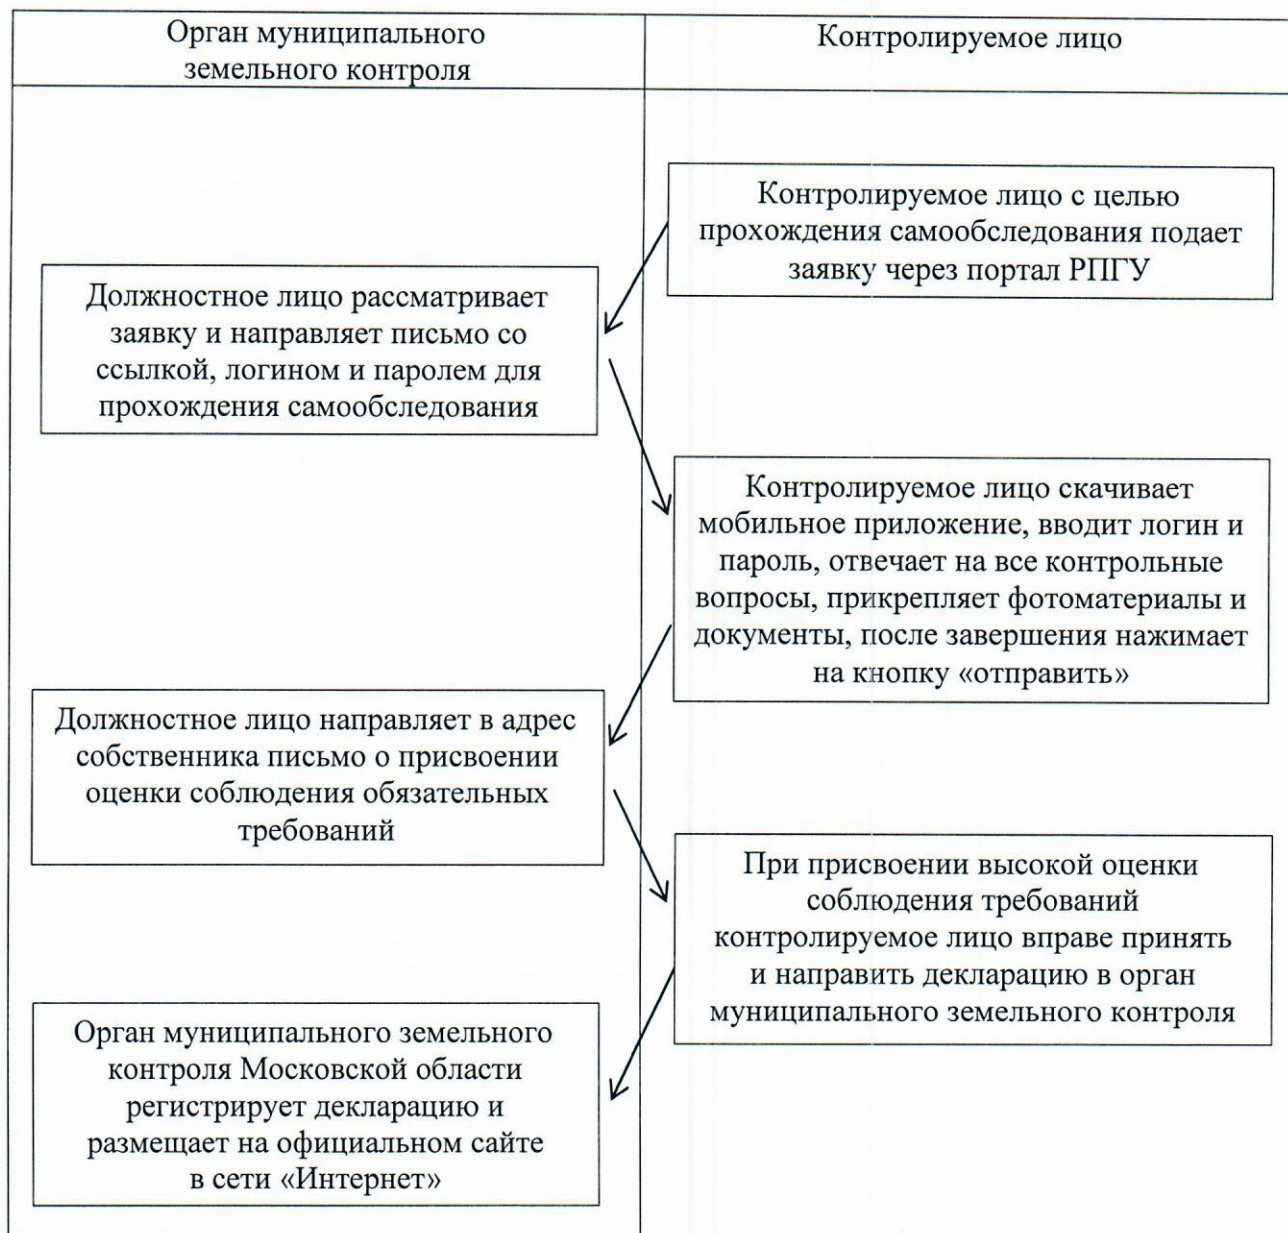 Орган муниципального
земельного контроля
Контролируемое лицо
Контролируемое лицо с целью
прохождения самообследования подает
заявку через портал РПГУ
Должностное лицо рассматривает
заявку и направляет письмо со
ссылкой, логином и паролем для
прохождения самообследования
Контролируемое лицо скачивает
мобильное приложение, вводит логин и
пароль, отвечает на все контрольные
вопросы, прикрепляет фотоматериалы и
документы, после завершения нажимает
на кнопку «отправить»
Должностное лицо направляет в адрес
собственника письмо о присвоении
оценки соблюдения обязательных
требований
При присвоении высокой оценки
соблюдения требований
контролируемое лицо вправе принять
и направить декларацию в орган
муниципального земельного контроля
Орган муниципального земельного
контроля Московской области
регистрирует декларацию и
размещает на официальном сайте
в сети «Интернет»